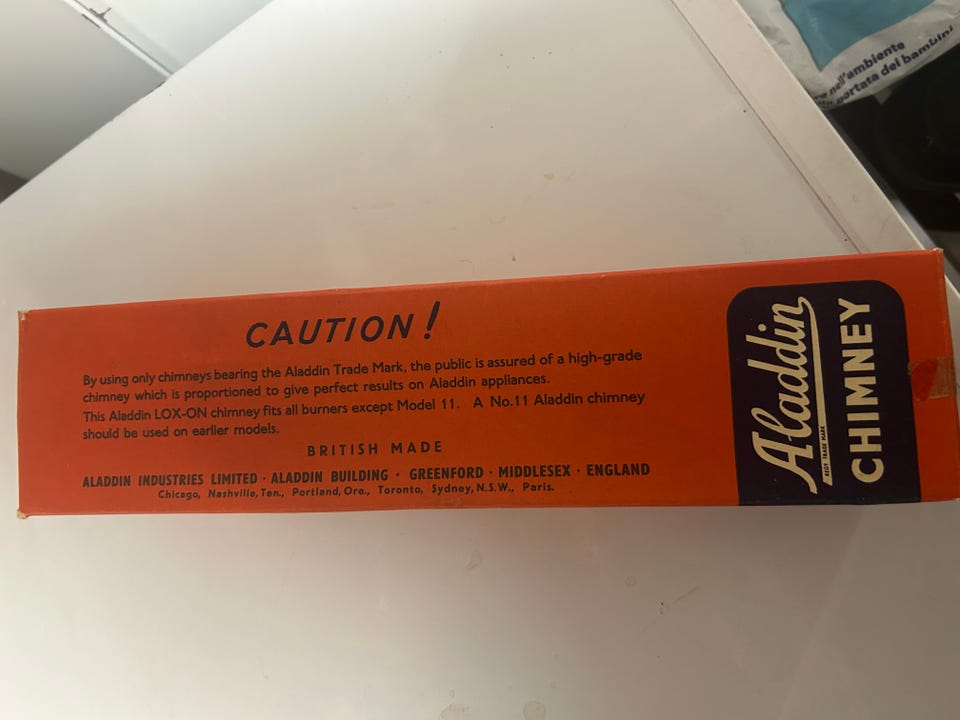 CAUTION!
By using only chimneys bearing the Aladdin Trade Mark, the public is assured of a high-grade
chimney which is proportioned to give perfect results on Aladdin appliances.
This Aladdin LOX-ON chimney fits all burners except Model 11. A No.11 Aladdin chimney
should be used on earlier models.
BRITISH MADE
ALADDIN INDUSTRIES LIMITED · ALADDIN BUILDING · GREENFORD · MIDDLESEX · ENGLAND
Chicago, Nashville, Ten., Portland, Ore., Toronto, Sydney, N.S.W., Paris.
Aladdin
REGD TRADE MARK
CHIMNEY
nell'ambiente
portata dei bambini